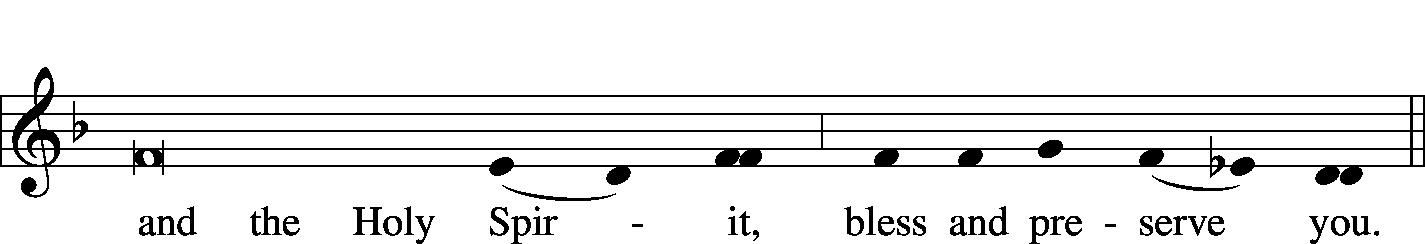 and the Holy Spir - it, bless and pre - serve you.